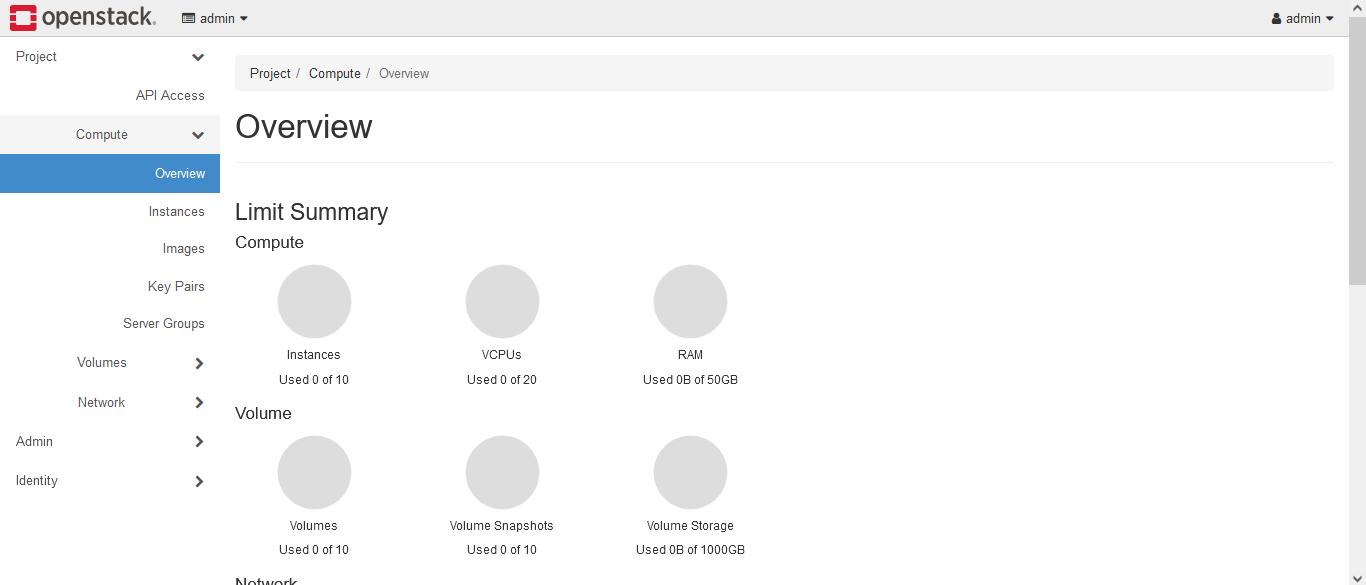 openstack. admin admin
Project
API Access
Compute
Overview
Instances
Images
Key Pairs
Server Groups
Volumes
Network
Admin
Identity
Project / Compute / Overview
Overview
Limit Summary
Compute
Instances VCPUs RAM
Used 0 of 10 Used 0 of 20 Used 0B of 50GB
Volume
Volumes Volume Snapshots Volume Storage
Used 0 of 10 Used 0 of 10 Used 0B of 1000GB
Network